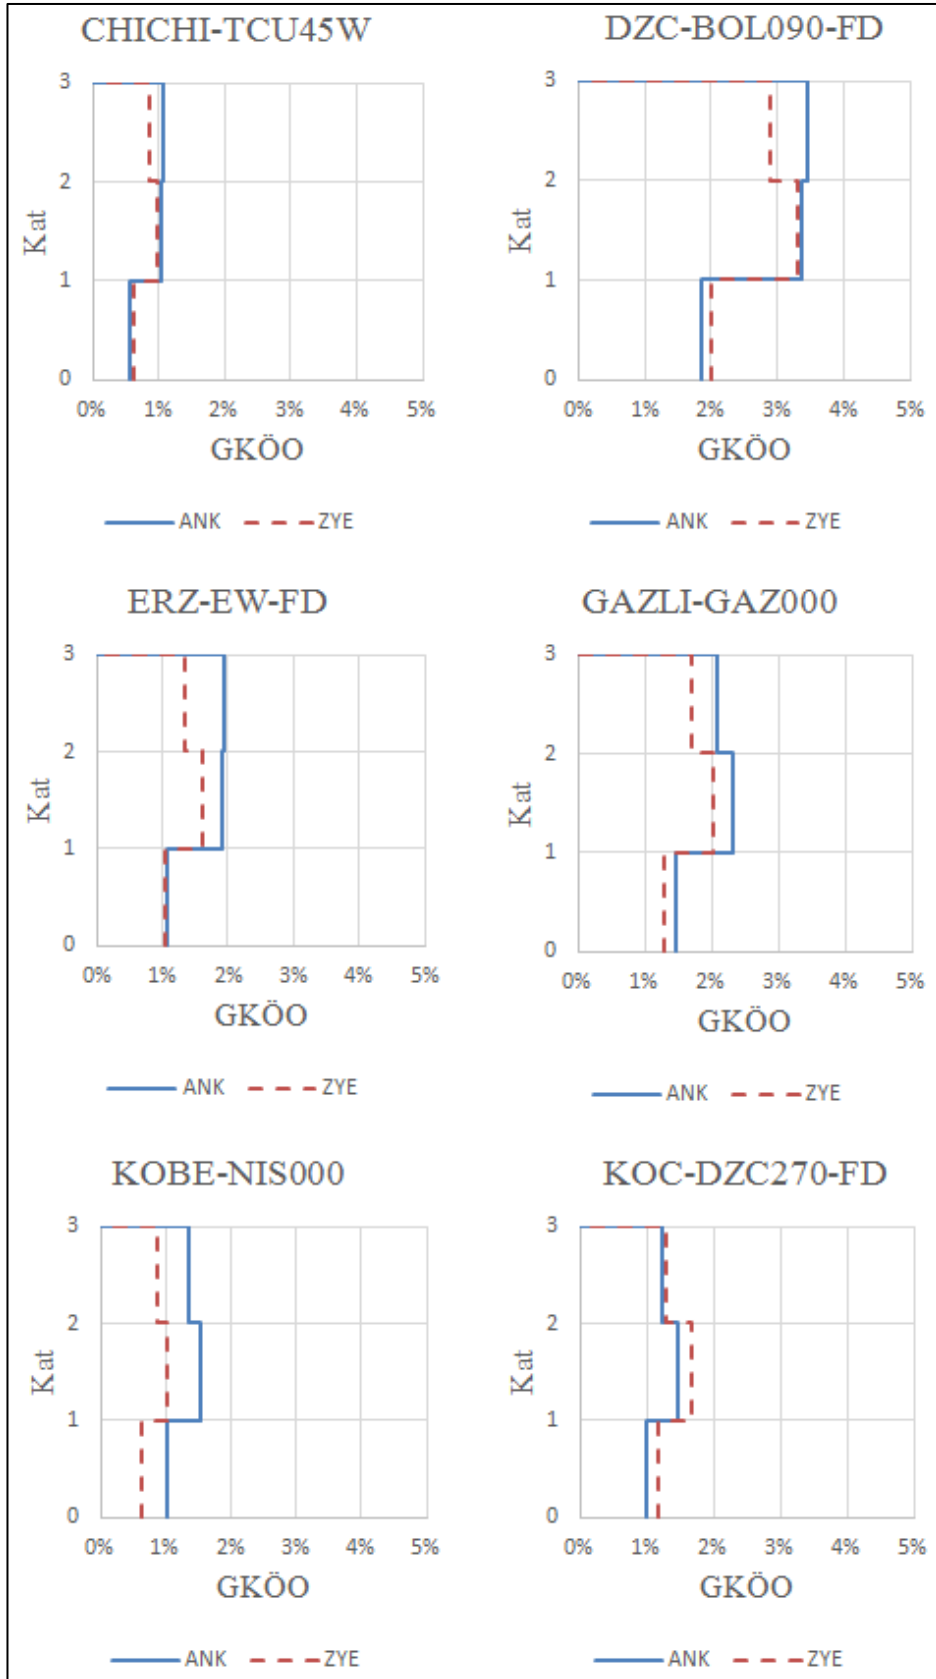 CHICHI-TCU45W
3
2
1
0
Kat
0% 1% 2% 3% 4% 5%
GKÖO
ANK ZYE
DZC-BOL090-FD
3
2
1
0
Kat
0% 1% 2% 3% 4% 5%
GKÖO
ANK ZYE
ERZ-EW-FD
3
2
1
0
Kat
0% 1% 2% 3% 4% 5%
GKÖO
ANK ZYE
GAZLI-GAZ000
3
2
1
0
Kat
0% 1% 2% 3% 4% 5%
GKÖO
ANK ZYE
KOBE-NIS000
3
2
1
0
Kat
0% 1% 2% 3% 4% 5%
GKÖO
ANK ZYE
KOC-DZC270-FD
3
2
1
0
Kat
0% 1% 2% 3% 4% 5%
GKÖO
ANK ZYE